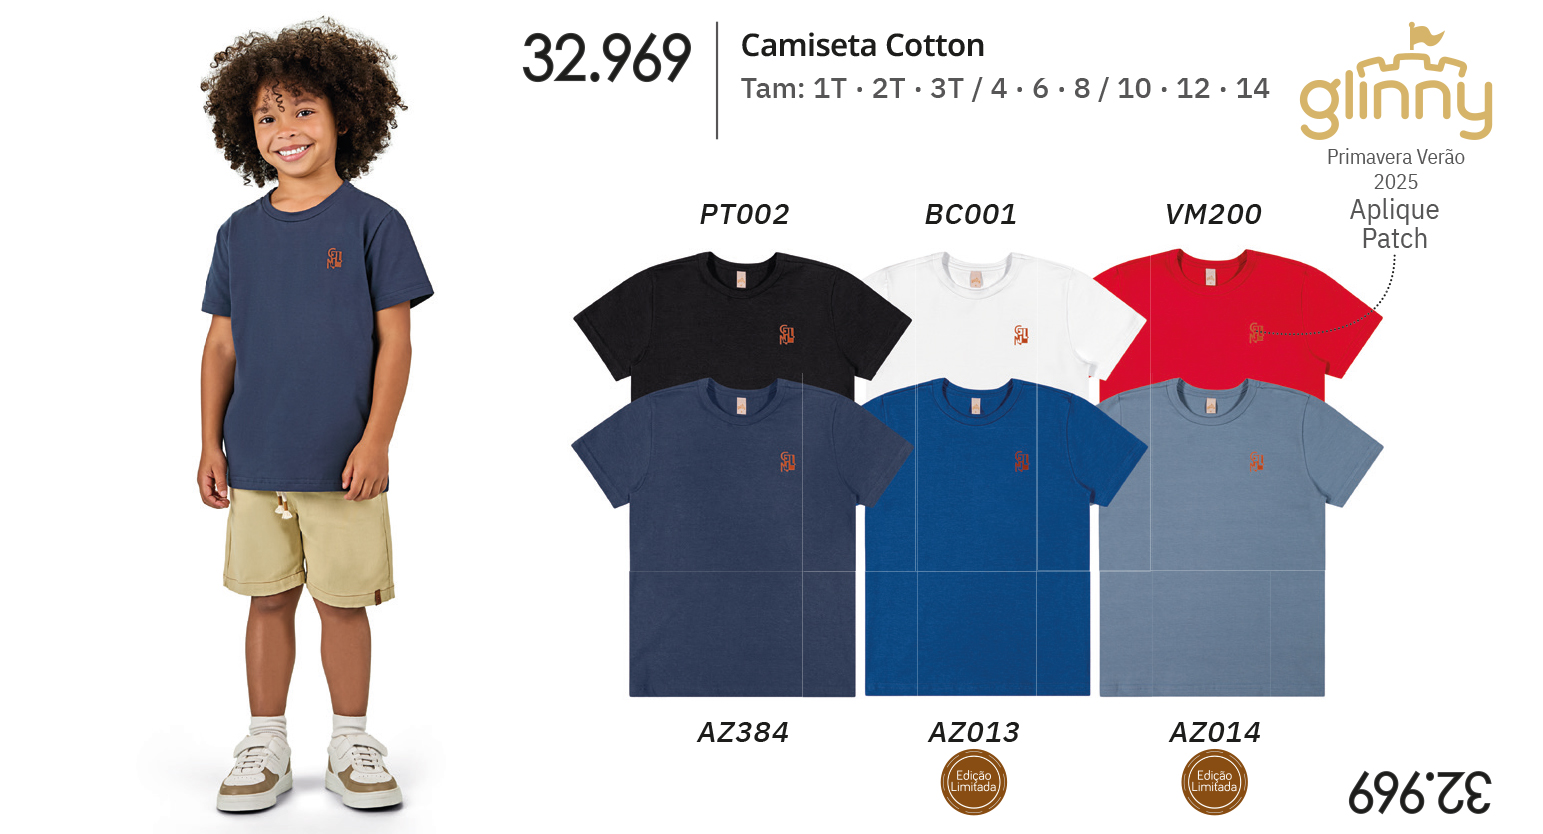 32.969
Camiseta Cotton
Tam: 1T · 2T · 3T / 4 · 6 · 8 / 10 · 12 · 14
glinny
Primavera Verão
2025
Aplique
Patch
PT002
BC001
VM200
AZ384
AZ013
AZ014
Edição
Limitada
Edição
Limitada
32.969